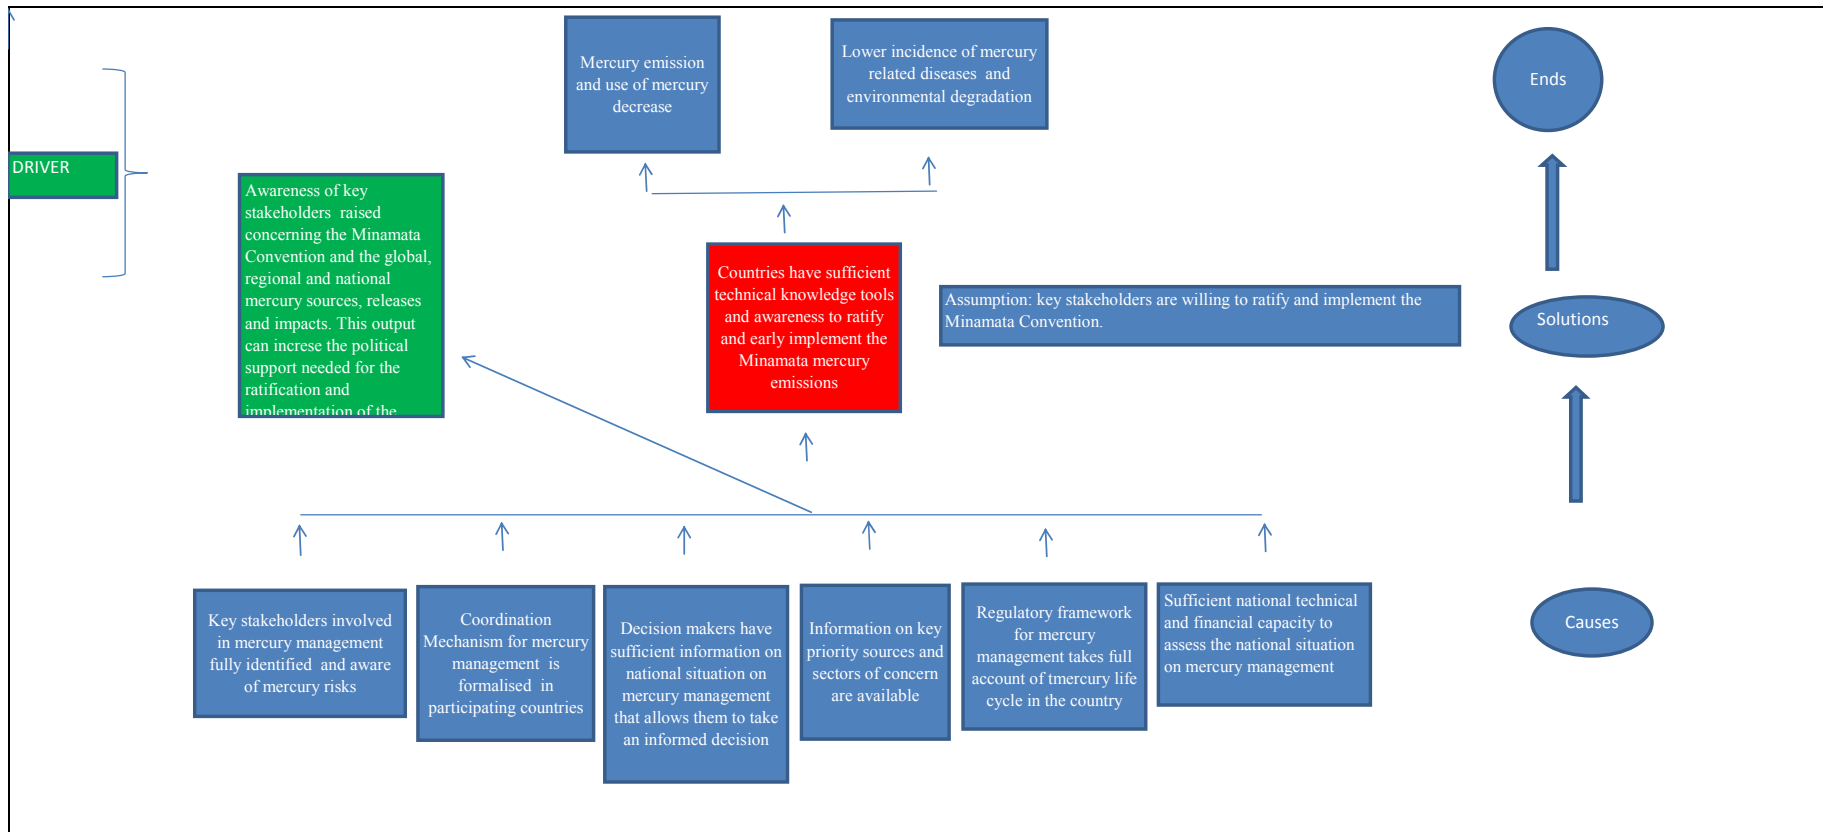 Mercury emission
and use of mercury
decrease
Lower incidence of mercury
related diseases and
environmental degradation
Ends
DRIVER
Awareness of key
stakeholders raised
concerning the Minamata
Convention and the global,
regional and national
mercury sources, releases
and impacts. This output
can increse the political
support needed for the
ratification and
implementation of the
Countries have sufficient
technical knowledge tools
and awareness to ratify
and early implement the
Minamata mercury
emissions
Assumption: key stakeholders are willing to ratify and implement the
Minamata Convention.
Solutions
Key stakeholders involved
in mercury management
fully identified and aware
of mercury risks
Coordination
Mechanism for mercury
management is
formalised in
participating countries
Decision makers have
sufficient information on
national situation on
mercury management
that allows them to take
an informed decision
Information on key
priority sources and
sectors of concern
are available
Regulatory framework
for mercury
management takes full
account of tmercury life
cycle in the country
Sufficient national technical
and financial capacity to
assess the national situation
on mercury management
Causes